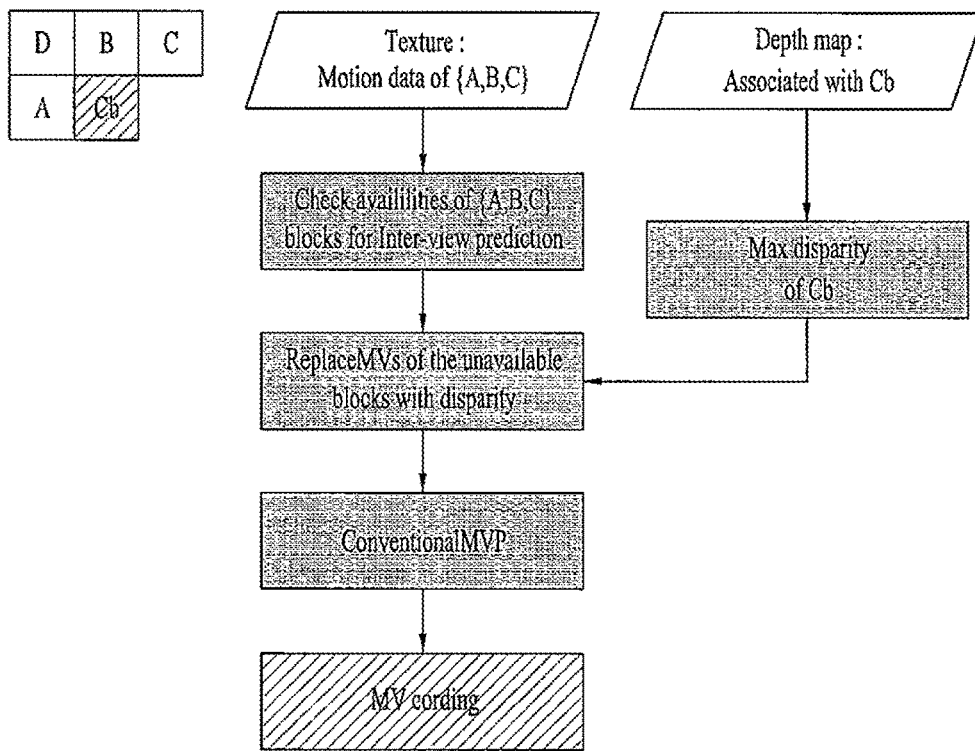 D B C
A Cb
Texture :
Motion data of {A,B,C}
Depth map :
Associated with Cb
Check availilities of {A,B,C}
blocks for Inter-view prediction
Max disparity
of Cb
ReplaceMVs of the unavailable
blocks with disparity
ConventionalMVP
MV cording